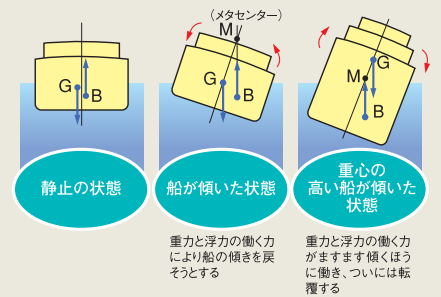 (メタセンター)
M
G
B
G
B
G
M
B
静止の状態
船が傾いた状態
重心の
高い船が傾いた
状態
重力と浮力の働く力
により船の傾きを戻
そうとする
重力と浮力の働く力
がますます傾くほう
に働き、ついには転
覆する